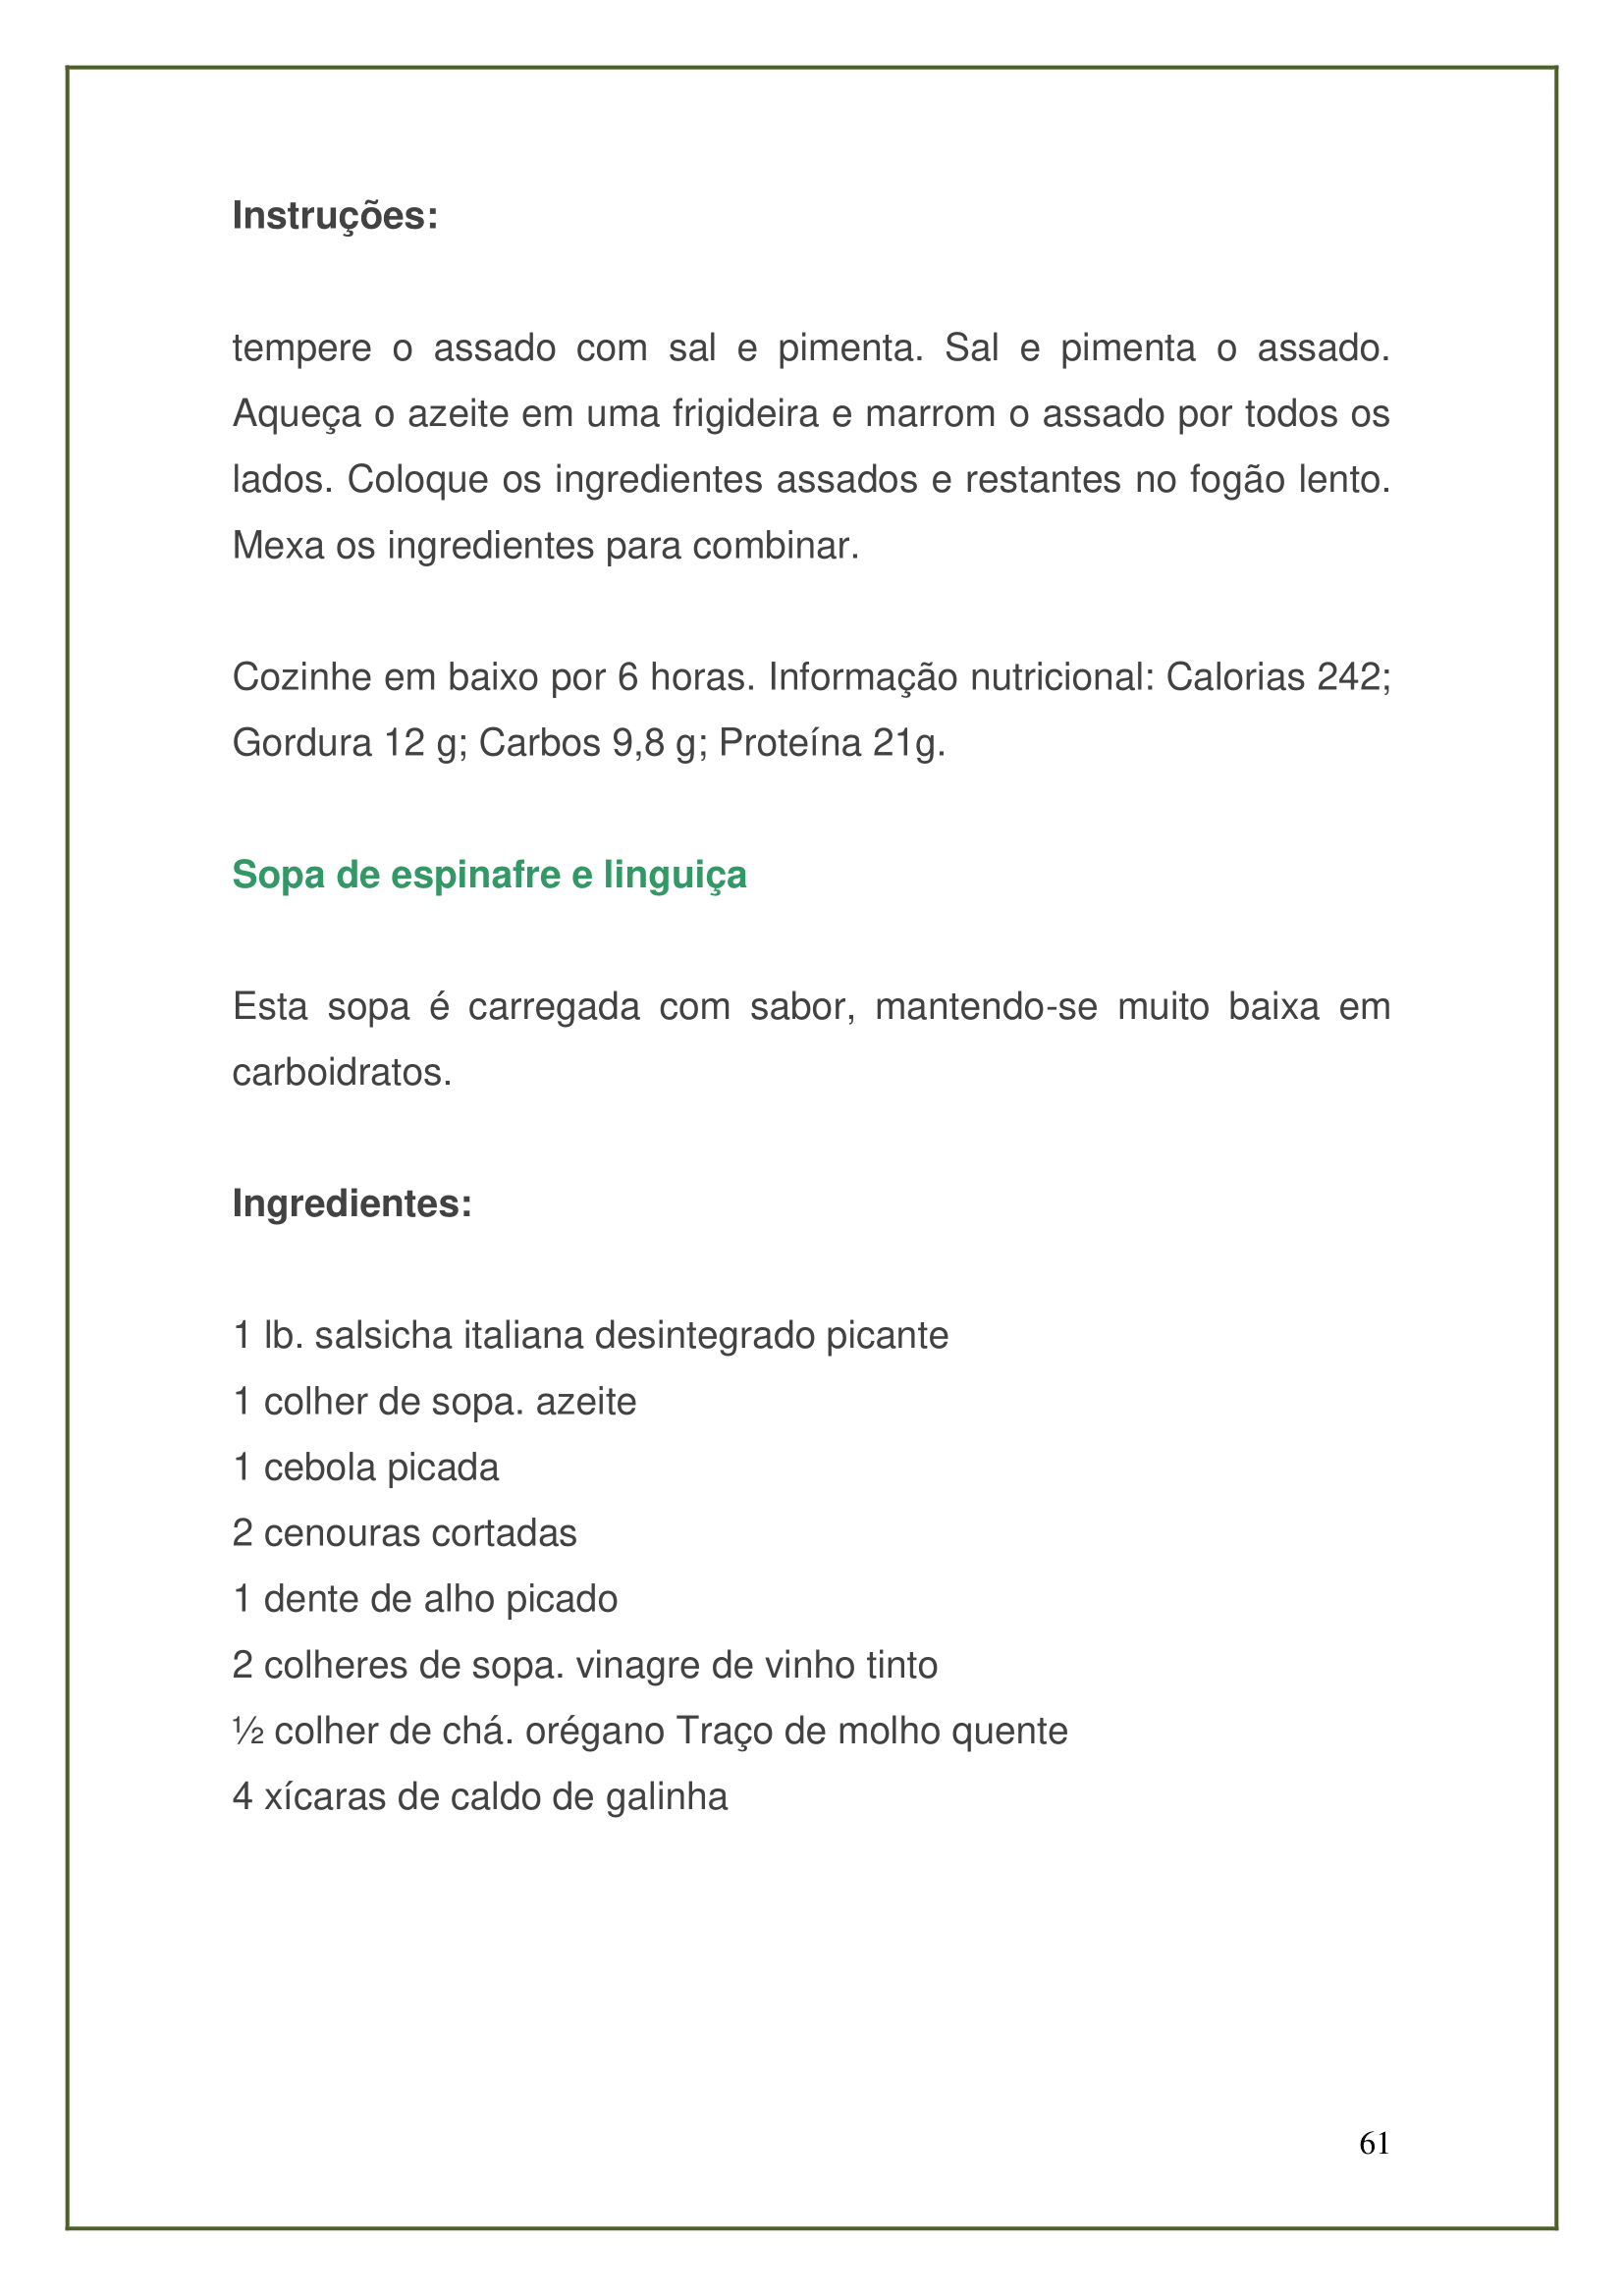 Instruções:
tempere o assado com sal e pimenta. Sal e pimenta o assado.
Aqueça o azeite em uma frigideira e marrom o assado por todos os
lados. Coloque os ingredientes assados e restantes no fogão lento.
Mexa os ingredientes para combinar.
Cozinhe em baixo por 6 horas. Informação nutricional: Calorias 242;
Gordura 12 g; Carbos 9,8 g; Proteína 21g.
Sopa de espinafre e linguiça
Esta sopa é carregada com sabor, mantendo-se muito baixa em
carboidratos.
Ingredientes:
1 lb. salsicha italiana desintegrado picante
1 colher de sopa. azeite
1 cebola picada
2 cenouras cortadas
1 dente de alho picado
2 colheres de sopa. vinagre de vinho tinto
½ colher de chá. orégano Traço de molho quente
4 xícaras de caldo de galinha
61